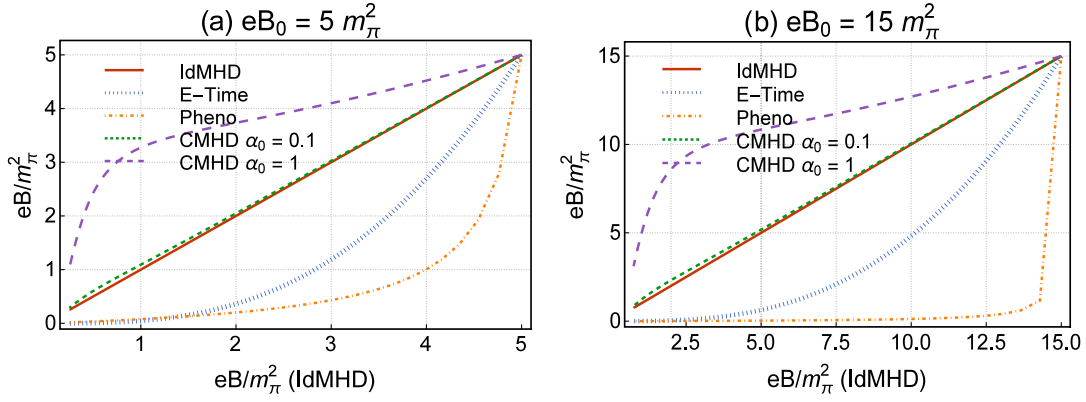 (a) eB₀ = 5 m²π
5
4
3
2
1
0
eB/m²π
IdMHD
E−Time
Pheno
CMHD α₀ = 0.1
CMHD α₀ = 1
1 2 3 4 5
eB/m²π (IdMHD)
(b) eB₀ = 15 m²π
15
10
5
0
eB/m²π
IdMHD
E−Time
Pheno
CMHD α₀ = 0.1
CMHD α₀ = 1
2.5 5.0 7.5 10.0 12.5 15.0
eB/m²π (IdMHD)